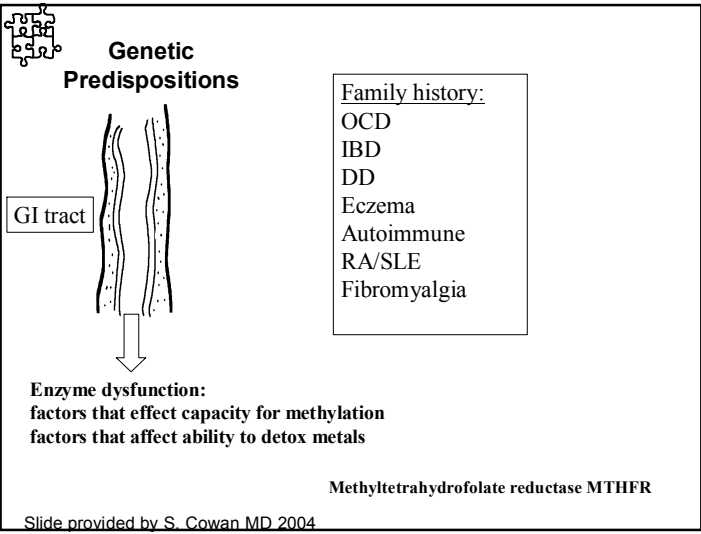 Genetic
Predispositions
GI tract
Family history:
OCD
IBD
DD
Eczema
Autoimmune
RA/SLE
Fibromyalgia
Enzyme dysfunction:
factors that effect capacity for methylation
factors that affect ability to detox metals
Methyltetrahydrofolate reductase MTHFR
Slide provided by S. Cowan MD 2004